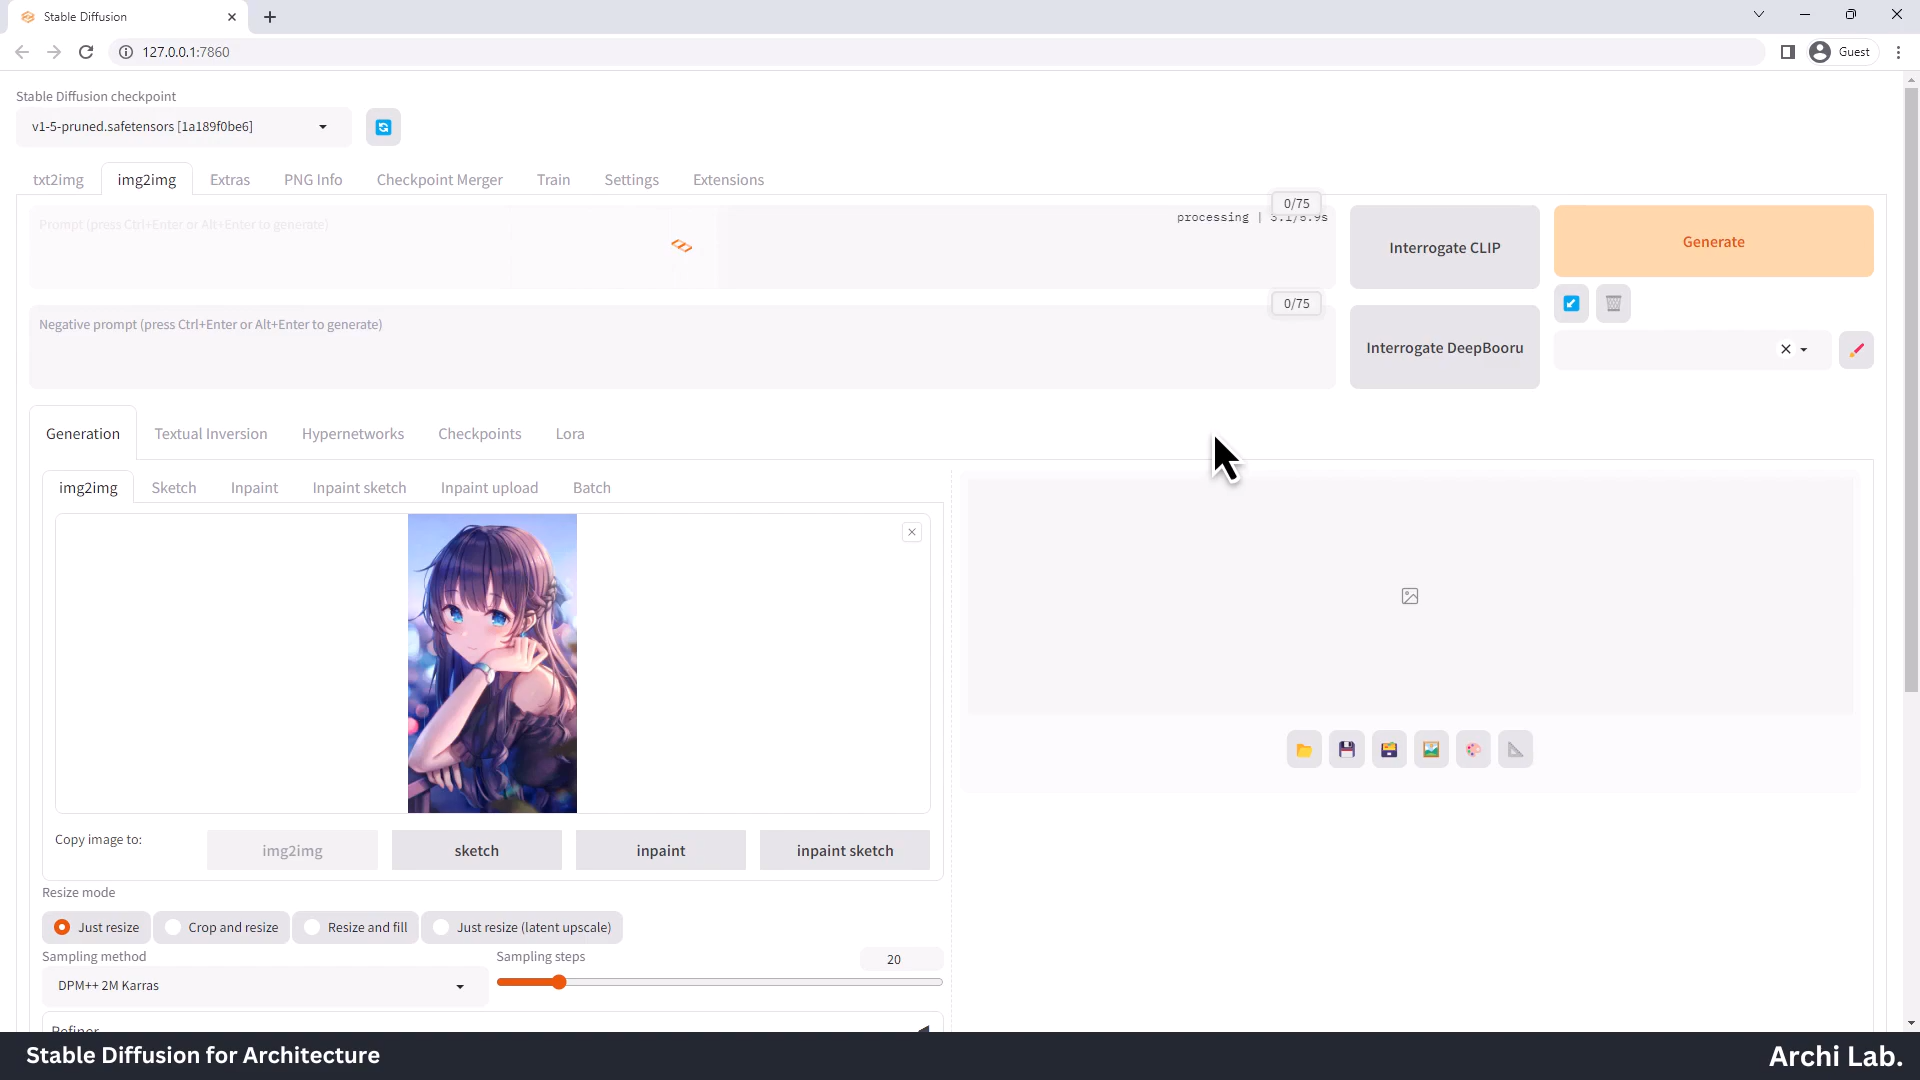 Stable Diffusion
127.0.0.1:7860
Guest
Stable Diffusion checkpoint
v1-5-pruned.safetensors [1a189f0be6]
txt2img
img2img
Extras
PNG Info
Checkpoint Merger
Train
Settings
Extensions
Prompt (press Ctrl+Enter or Alt+Enter to generate)
0/75
processing |
Interrogate CLIP
Generate
Negative prompt (press Ctrl+Enter or Alt+Enter to generate)
0/75
Interrogate DeepBooru
Generation
Textual Inversion
Hypernetworks
Checkpoints
Lora
img2img
Sketch
Inpaint
Inpaint sketch
Inpaint upload
Batch
Copy image to:
img2img
sketch
inpaint
inpaint sketch
Resize mode
Just resize
Crop and resize
Resize and fill
Just resize (latent upscale)
Sampling method
Sampling steps
20
DPM++ 2M Karras
Refiner
Stable Diffusion for Architecture
Archi Lab.